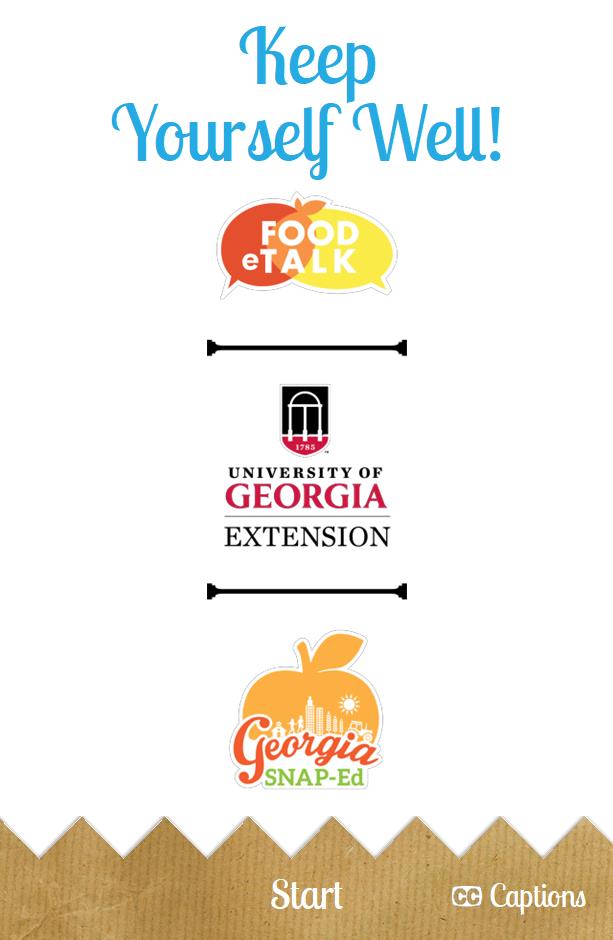 Keep
Yourself Well!
FOOD
eTALK
1785
UNIVERSITY OF
GEORGIA
EXTENSION
Georgia
SNAP-Ed
Start
CC Captions